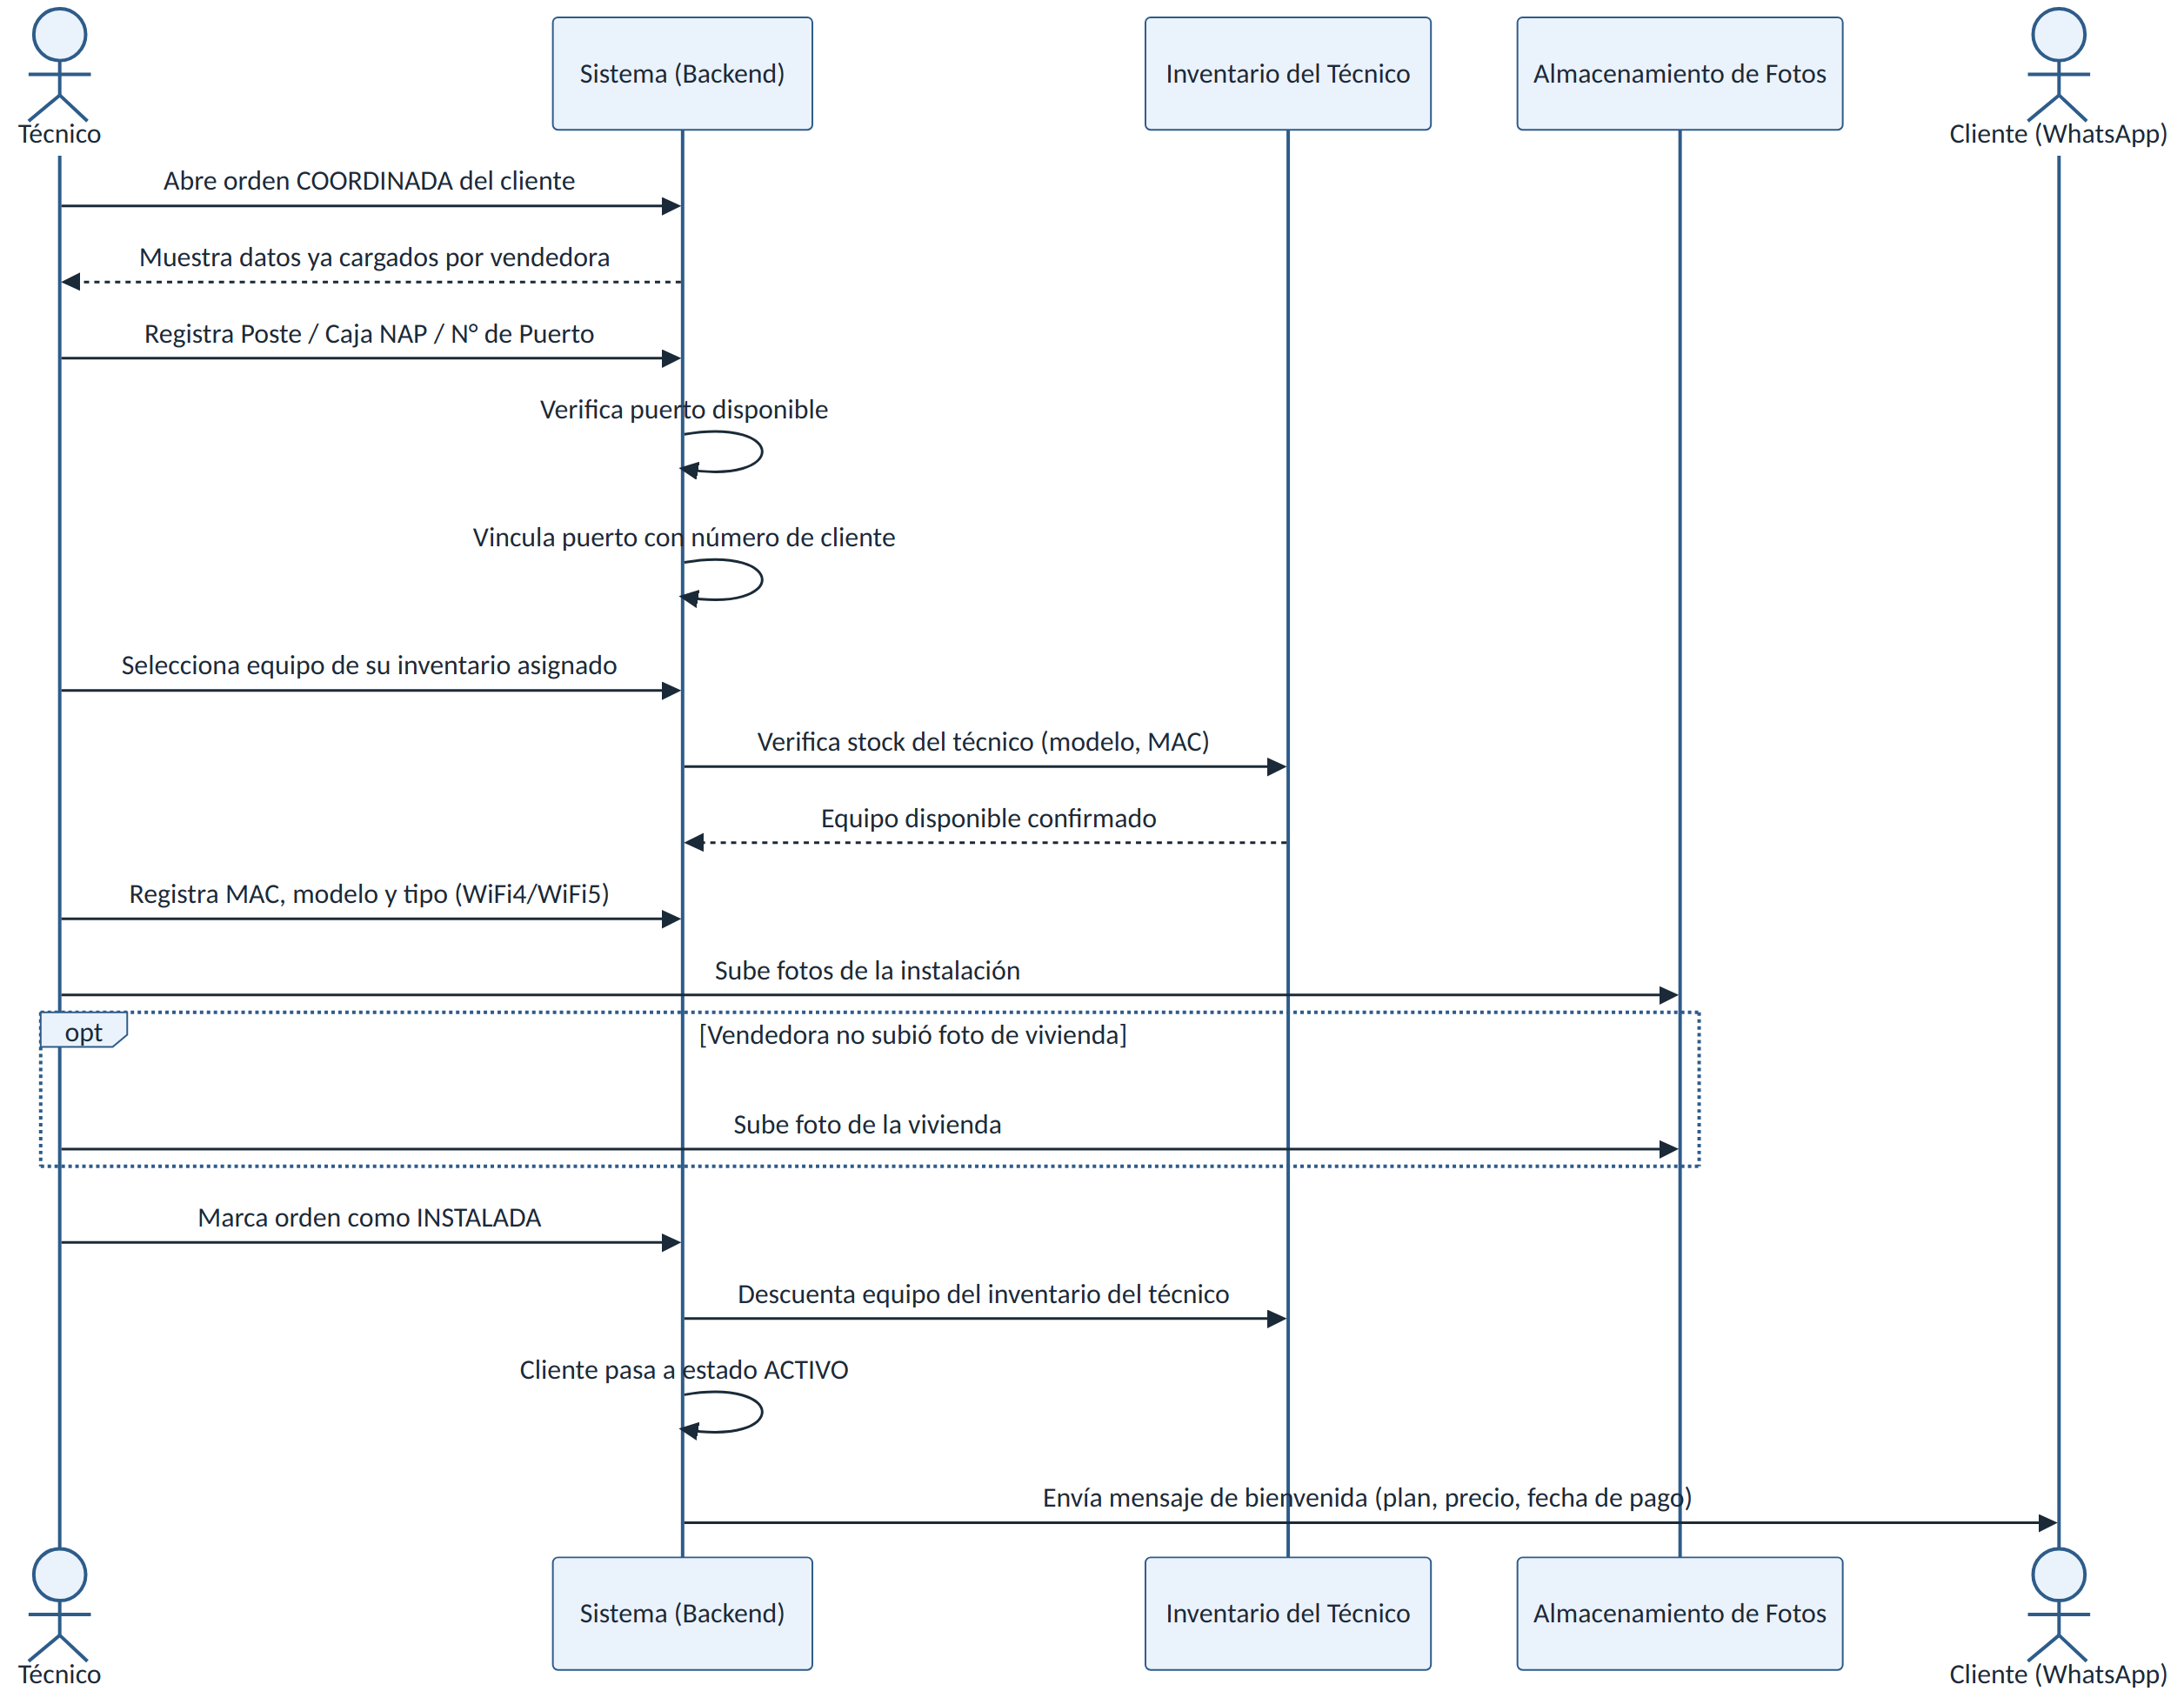 Técnico
Sistema (Backend)
Inventario del Técnico
Almacenamiento de Fotos
Cliente (WhatsApp)
Abre orden COORDINADA del cliente
Muestra datos ya cargados por vendedora
Registra Poste / Caja NAP / N° de Puerto
Verifica puerto disponible
Vincula puerto con número de cliente
Selecciona equipo de su inventario asignado
Verifica stock del técnico (modelo, MAC)
Equipo disponible confirmado
Registra MAC, modelo y tipo (WiFi4/WiFi5)
Sube fotos de la instalación
opt
[Vendedora no subió foto de vivienda]
Sube foto de la vivienda
Marca orden como INSTALADA
Descuenta equipo del inventario del técnico
Cliente pasa a estado ACTIVO
Envía mensaje de bienvenida (plan, precio, fecha de pago)
Técnico
Sistema (Backend)
Inventario del Técnico
Almacenamiento de Fotos
Cliente (WhatsApp)